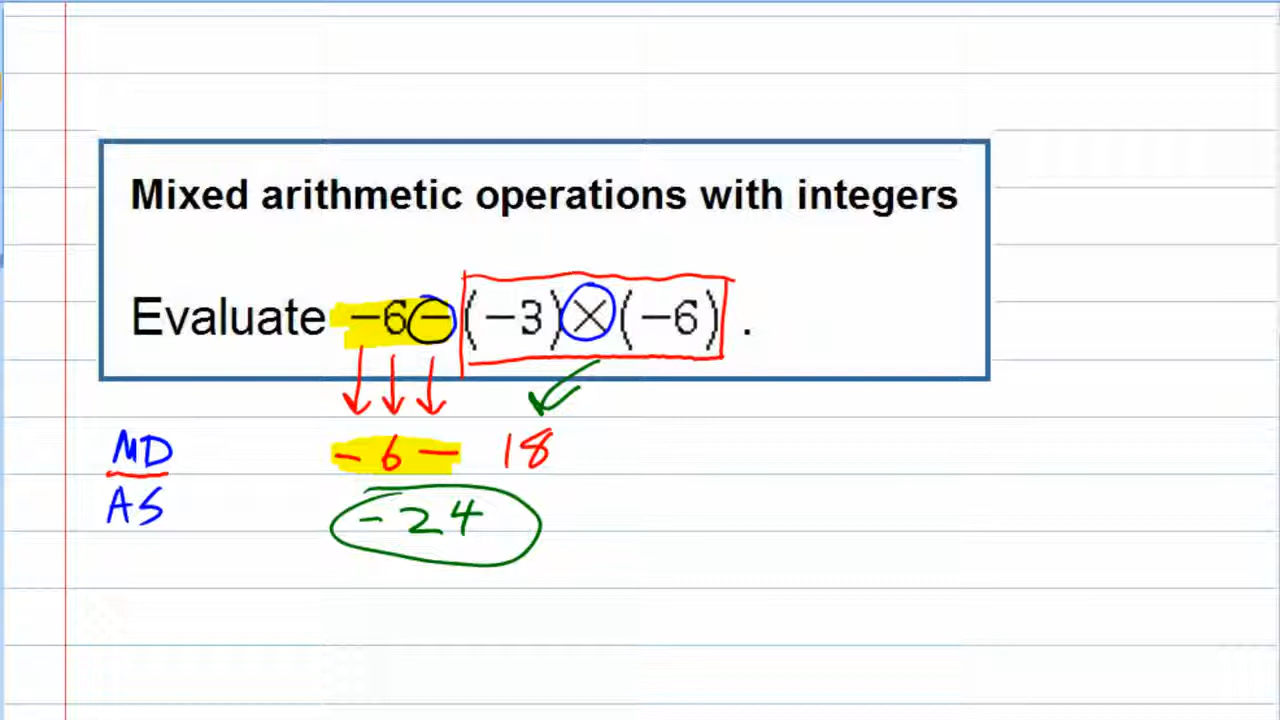 Mixed arithmetic operations with integers
Evaluate −6−(−3)×(−6) .
MD
- 6 - 18
AS
-24